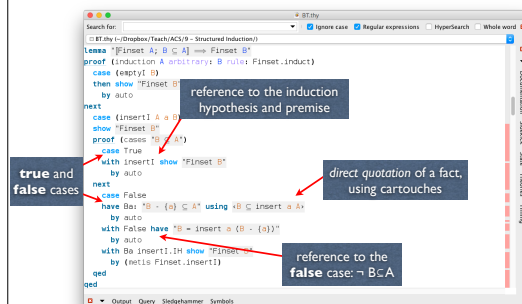 BT.thy
Search for:
Ignore case
Regular expressions
HyperSearch
Whole word
BT.thy (~/Dropbox/Teach/ACS/9 - Structured Induction/)
lemma "⟦Finset A; B ⊆ A⟧ ⟹ Finset B"
proof (induction A arbitrary: B rule: Finset.induct)
case (emptyI B)
then show "Finset B"
by auto
next
case (insertI A a B)
show "Finset B"
proof (cases "B ⊆ A")
case True
with insertI show "Finset B"
by auto
next
case False
have Ba: "B - {a} ⊆ A" using ‹B ⊆ insert a A›
by auto
with False have "B = insert a (B - {a})"
by auto
with Ba insertI.IH show "Finset B"
by (metis Finset.insertI)
qed
qed
reference to the induction
hypothesis and premise
true and
false cases
direct quotation of a fact,
using cartouches
reference to the
false case: ¬ B⊆A
Output Query Sledgehammer Symbols